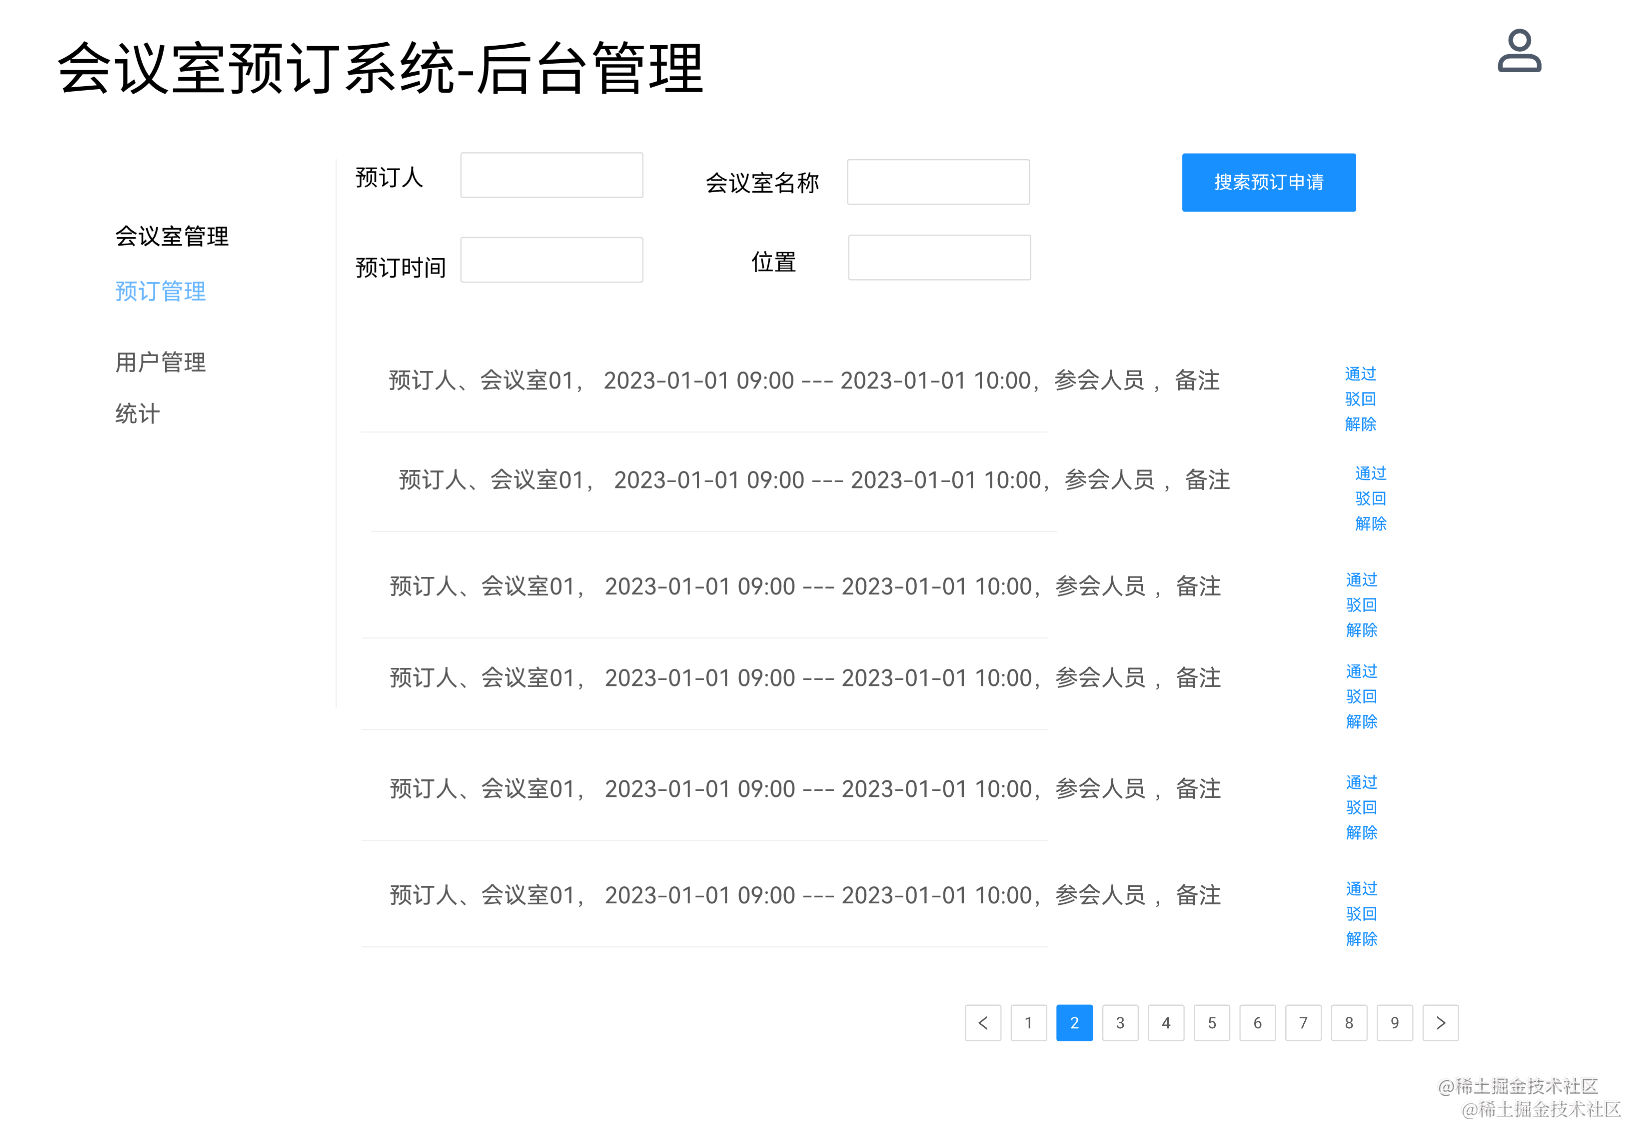 会议室预订系统-后台管理
预订人
会议室名称
搜索预订申请
预订时间
位置
会议室管理
预订管理
用户管理
统计
预订人、会议室01， 2023-01-01 09:00 --- 2023-01-01 10:00，参会人员 ，备注
通过
驳回
解除
预订人、会议室01， 2023-01-01 09:00 --- 2023-01-01 10:00，参会人员 ，备注
通过
驳回
解除
预订人、会议室01， 2023-01-01 09:00 --- 2023-01-01 10:00，参会人员 ，备注
通过
驳回
解除
预订人、会议室01， 2023-01-01 09:00 --- 2023-01-01 10:00，参会人员 ，备注
通过
驳回
解除
预订人、会议室01， 2023-01-01 09:00 --- 2023-01-01 10:00，参会人员 ，备注
通过
驳回
解除
预订人、会议室01， 2023-01-01 09:00 --- 2023-01-01 10:00，参会人员 ，备注
通过
驳回
解除
< 1 2 3 4 5 6 7 8 9 >
@稀土掘金技术社区
@稀土掘金技术社区